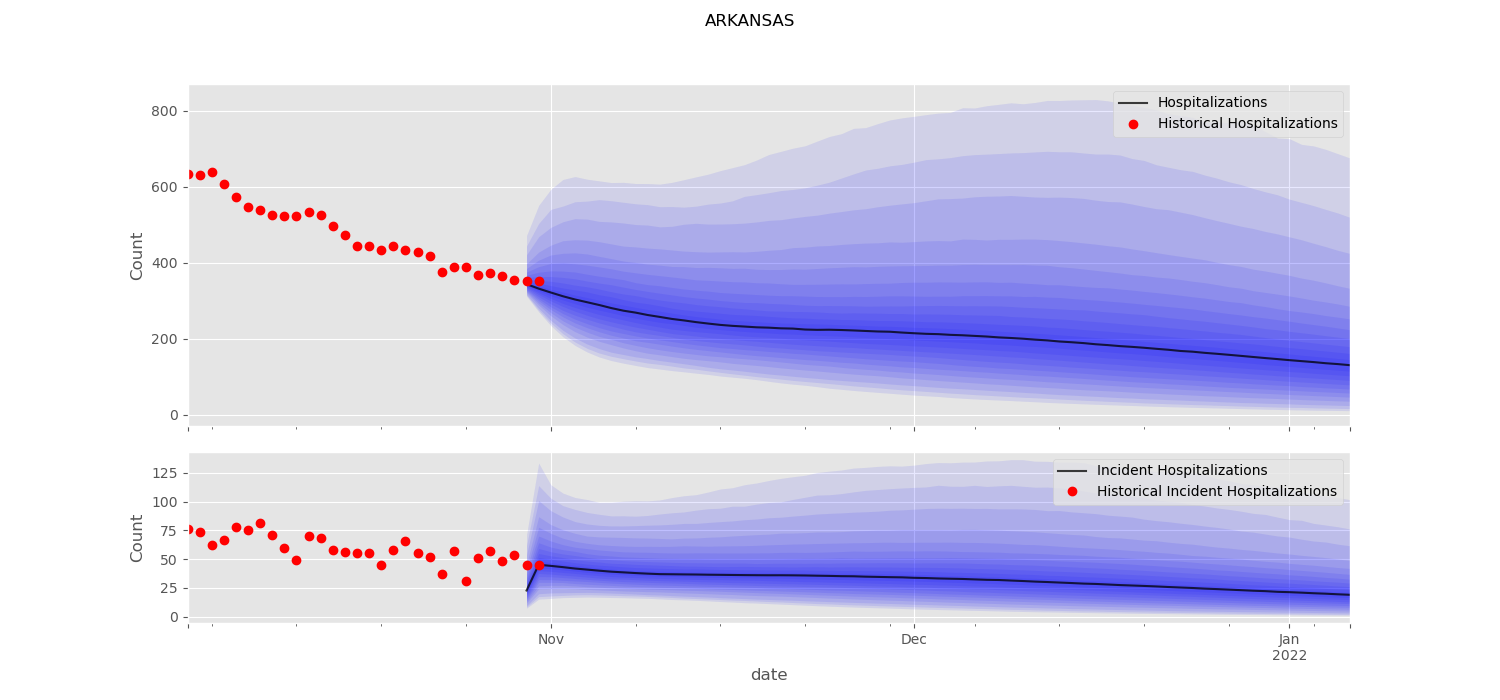 ARKANSAS
Hospitalizations
Historical Hospitalizations
Count
800
600
400
200
0
Incident Hospitalizations
Historical Incident Hospitalizations
Count
125
100
75
50
25
0
Nov
Dec
Jan
2022
date